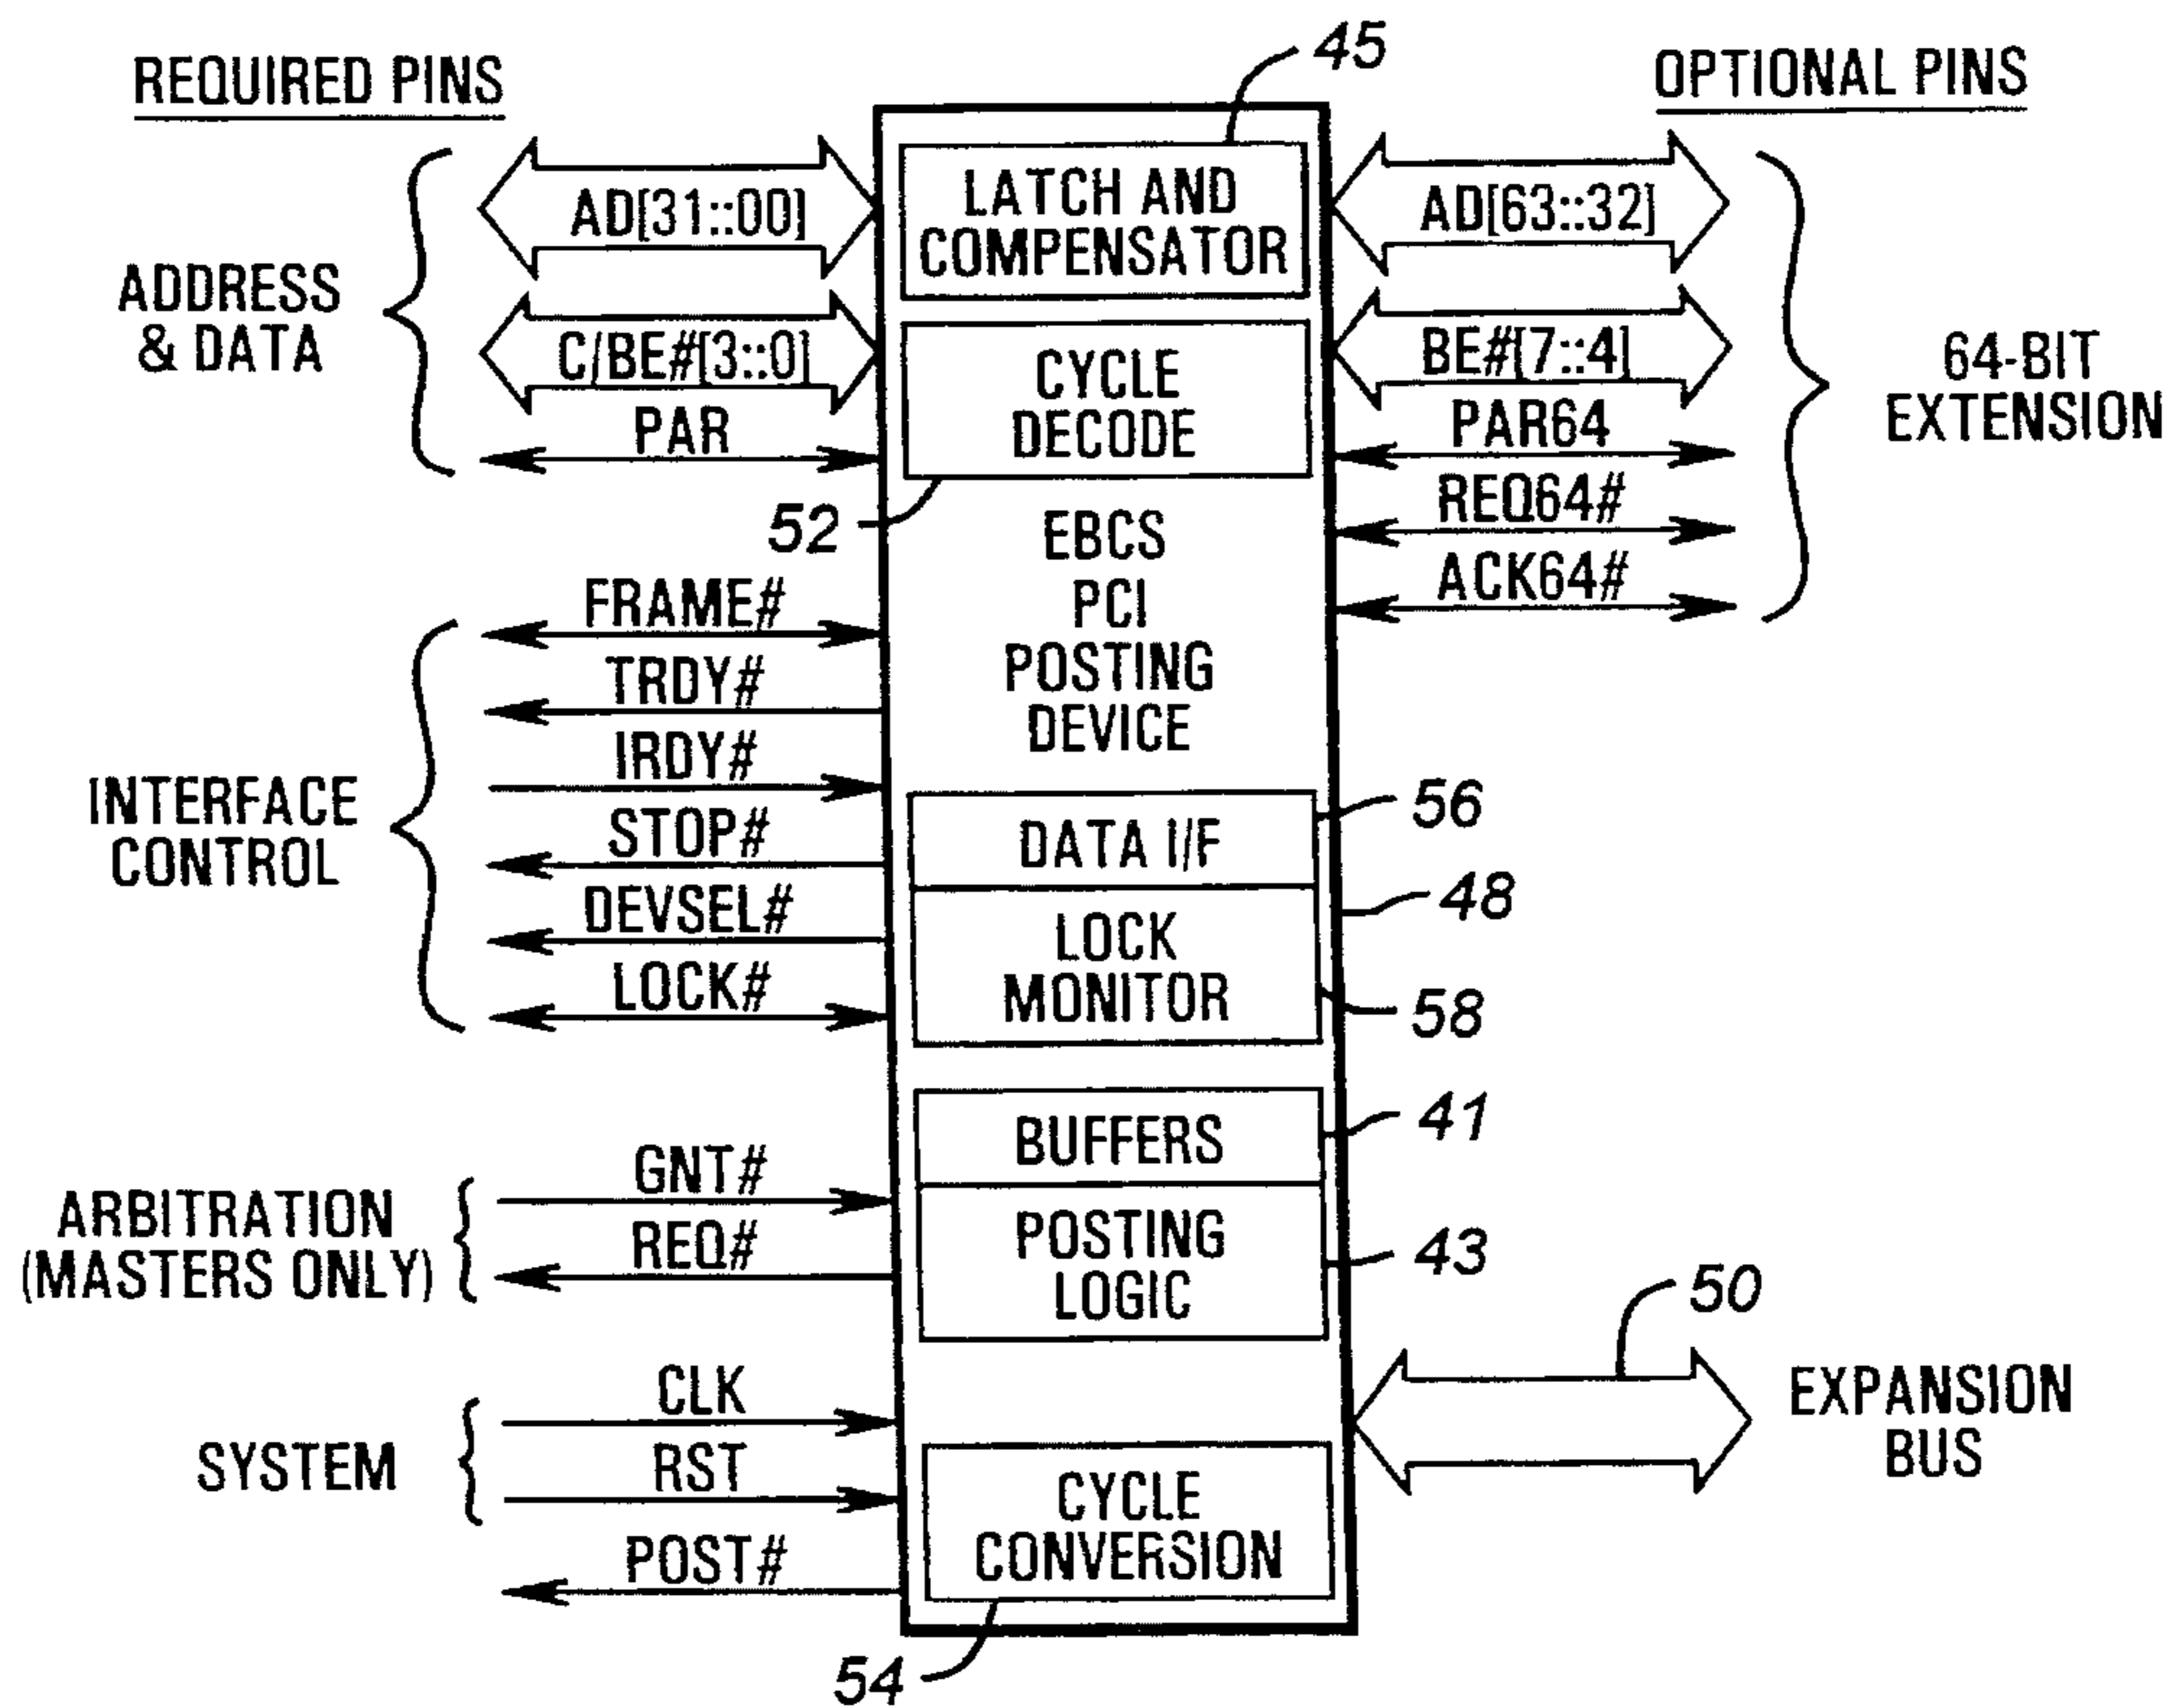 REQUIRED PINS
45
OPTIONAL PINS
AD[31::00]
LATCH AND
COMPENSATOR
AD[63::32]
ADDRESS
& DATA
C/BE#[3::0]
CYCLE
DECODE
BE#[7::4]
64-BIT
EXTENSION
PAR
PAR64
52
EBCS
PCI
POSTING
DEVICE
REQ64#
ACK64#
INTERFACE
CONTROL
FRAME#
TRDY#
IRDY#
STOP#
DEVSEL#
LOCK#
DATA I/F
56
48
LOCK
MONITOR
58
BUFFERS
41
ARBITRATION
(MASTERS ONLY)
GNT#
REQ#
POSTING
LOGIC
43
50
EXPANSION
BUS
SYSTEM
CLK
RST
POST#
CYCLE
CONVERSION
54